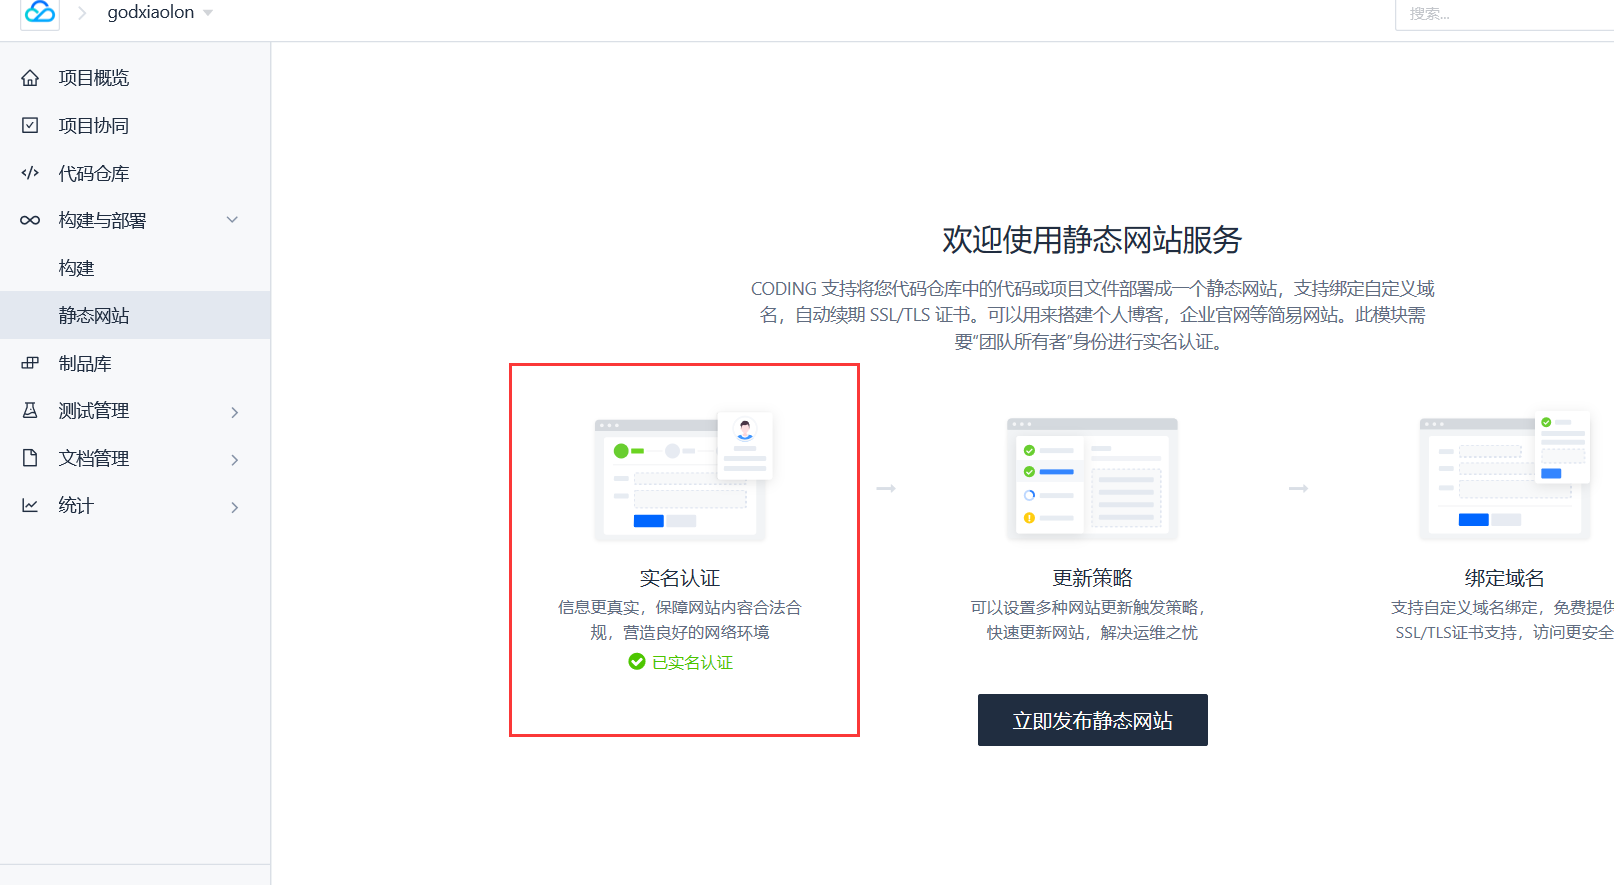 godxiaolon
搜索...
项目概览
项目协同
代码仓库
构建与部署
构建
静态网站
制品库
测试管理
文档管理
统计
欢迎使用静态网站服务
CODING 支持将您代码仓库中的代码或项目文件部署成一个静态网站，支持绑定自定义域
名，自动续期 SSL/TLS 证书。可以用来搭建个人博客，企业官网等简易网站。此模块需
要“团队所有者”身份进行实名认证。
实名认证
信息更真实，保障网站内容合法合
规，营造良好的网络环境
已实名认证
更新策略
可以设置多种网站更新触发策略，
快速更新网站，解决运维之忧
绑定域名
支持自定义域名绑定，免费提供
SSL/TLS证书支持，访问更安全
立即发布静态网站